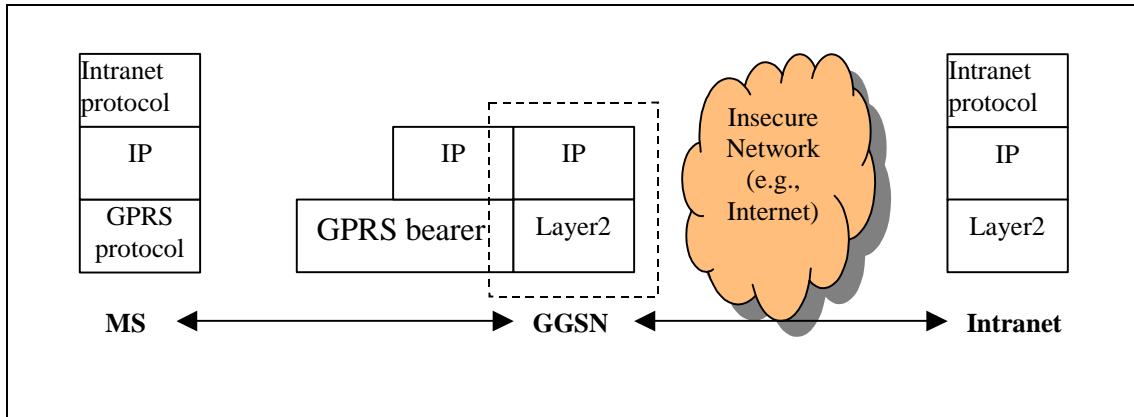 Intranet
protocol
IP
GPRS
protocol
MS
IP
IP
GPRS bearer
Layer2
GGSN
Insecure
Network
(e.g.,
Internet)
Intranet
protocol
IP
Layer2
Intranet